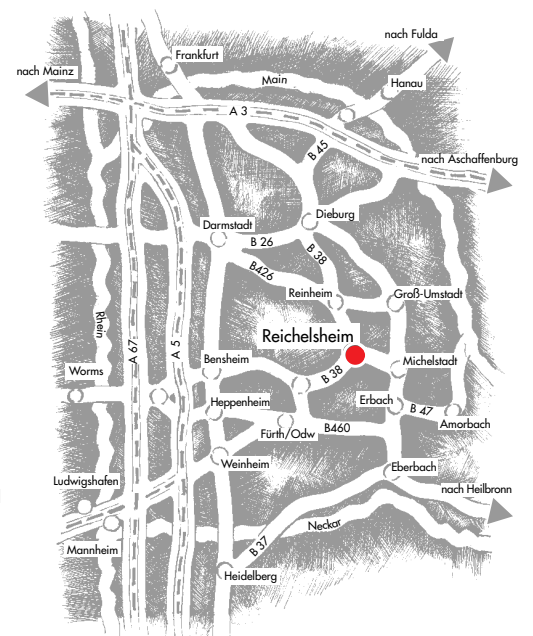 nach Fulda
Frankfurt
nach Mainz
Main
Hanau
A 3
B 45
nach Aschaffenburg
Dieburg
Darmstadt
B 26
B 38
B426
Reinheim
Groß-Umstadt
Rhein
Reichelsheim
A 67
A 5
Bensheim
Michelstadt
Worms
B 38
Heppenheim
Erbach
B 47
Amorbach
Fürth/Odw
B460
Weinheim
Eberbach
Ludwigshafen
nach Heilbronn
Neckar
Mannheim
B 37
Heidelberg